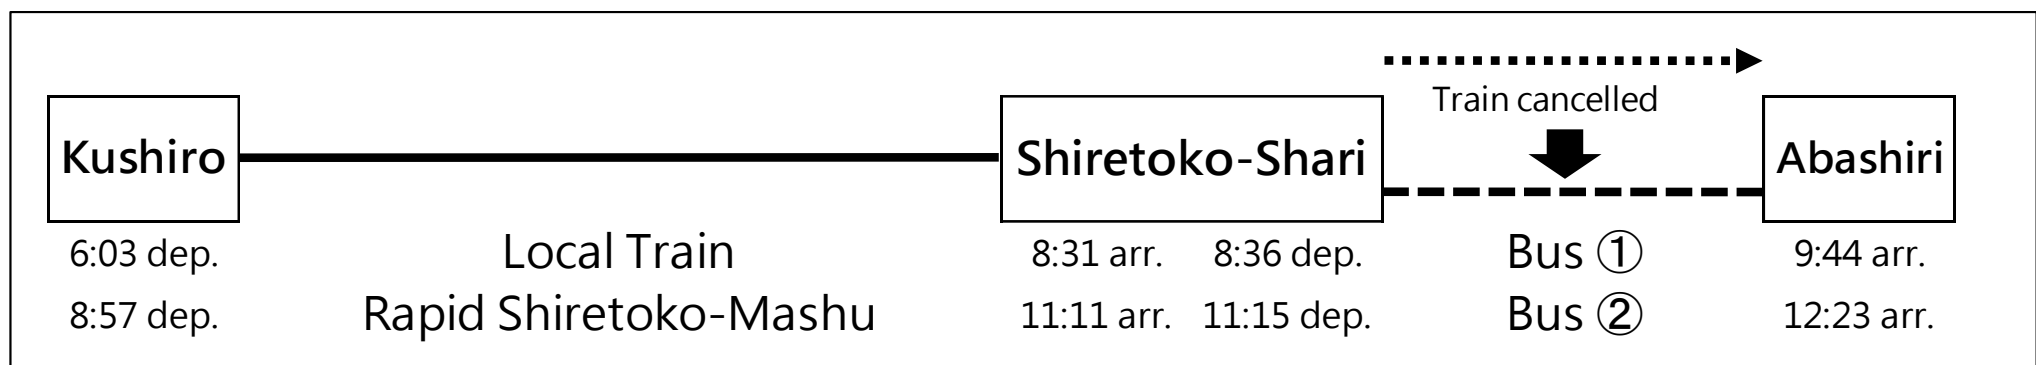 Train cancelled
Kushiro Shiretoko-Shari Abashiri
6:03 dep. Local Train 8:31 arr. 8:36 dep. Bus ① 9:44 arr.
8:57 dep. Rapid Shiretoko-Mashu 11:11 arr. 11:15 dep. Bus ② 12:23 arr.